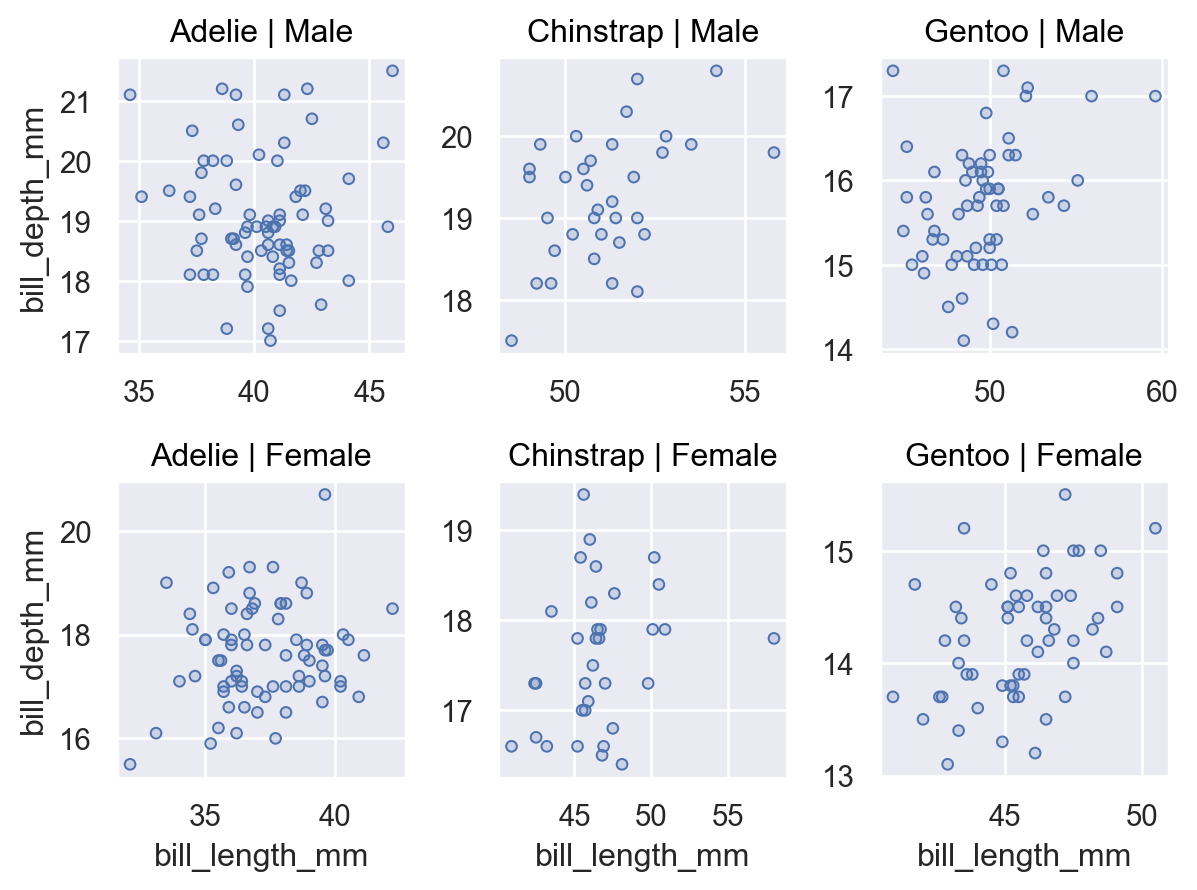 Adelie | Male
Chinstrap | Male
Gentoo | Male
bill_depth_mm
21
20
19
18
17
35 40 45
20
19
18
50 55
17
16
15
14
50 60
Adelie | Female
Chinstrap | Female
Gentoo | Female
bill_depth_mm
20
18
16
35 40
bill_length_mm
19
18
17
45 50 55
bill_length_mm
15
14
13
45 50
bill_length_mm